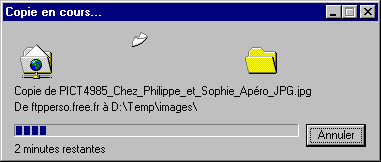 Copie en cours...
Copie de PICT4985_Chez_Philippe_et_Sophie_Apéro_JPG.jpg
De ftpperso.free.fr à D:\Temp\images\
Annuler
2 minutes restantes